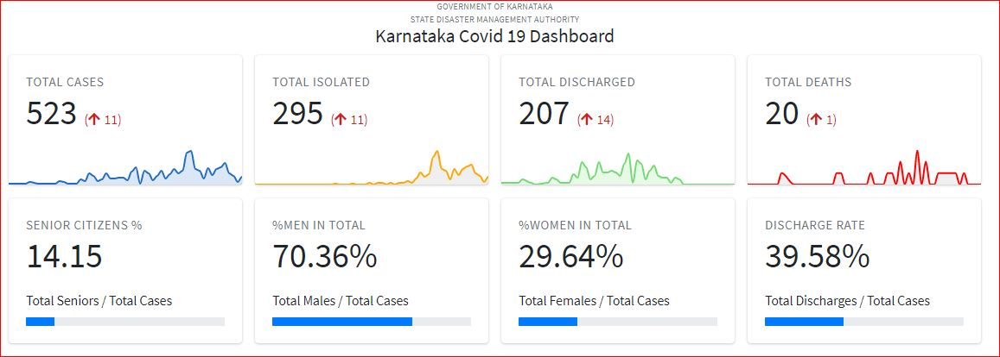 GOVERNMENT OF KARNATAKA
STATE DISASTER MANAGEMENT AUTHORITY
Karnataka Covid 19 Dashboard
TOTAL CASES
523 (↑ 11)
TOTAL ISOLATED
295 (↑ 11)
TOTAL DISCHARGED
207 (↑ 14)
TOTAL DEATHS
20 (↑ 1)
SENIOR CITIZENS %
14.15
Total Seniors / Total Cases
%MEN IN TOTAL
70.36%
Total Males / Total Cases
%WOMEN IN TOTAL
29.64%
Total Females / Total Cases
DISCHARGE RATE
39.58%
Total Discharges / Total Cases